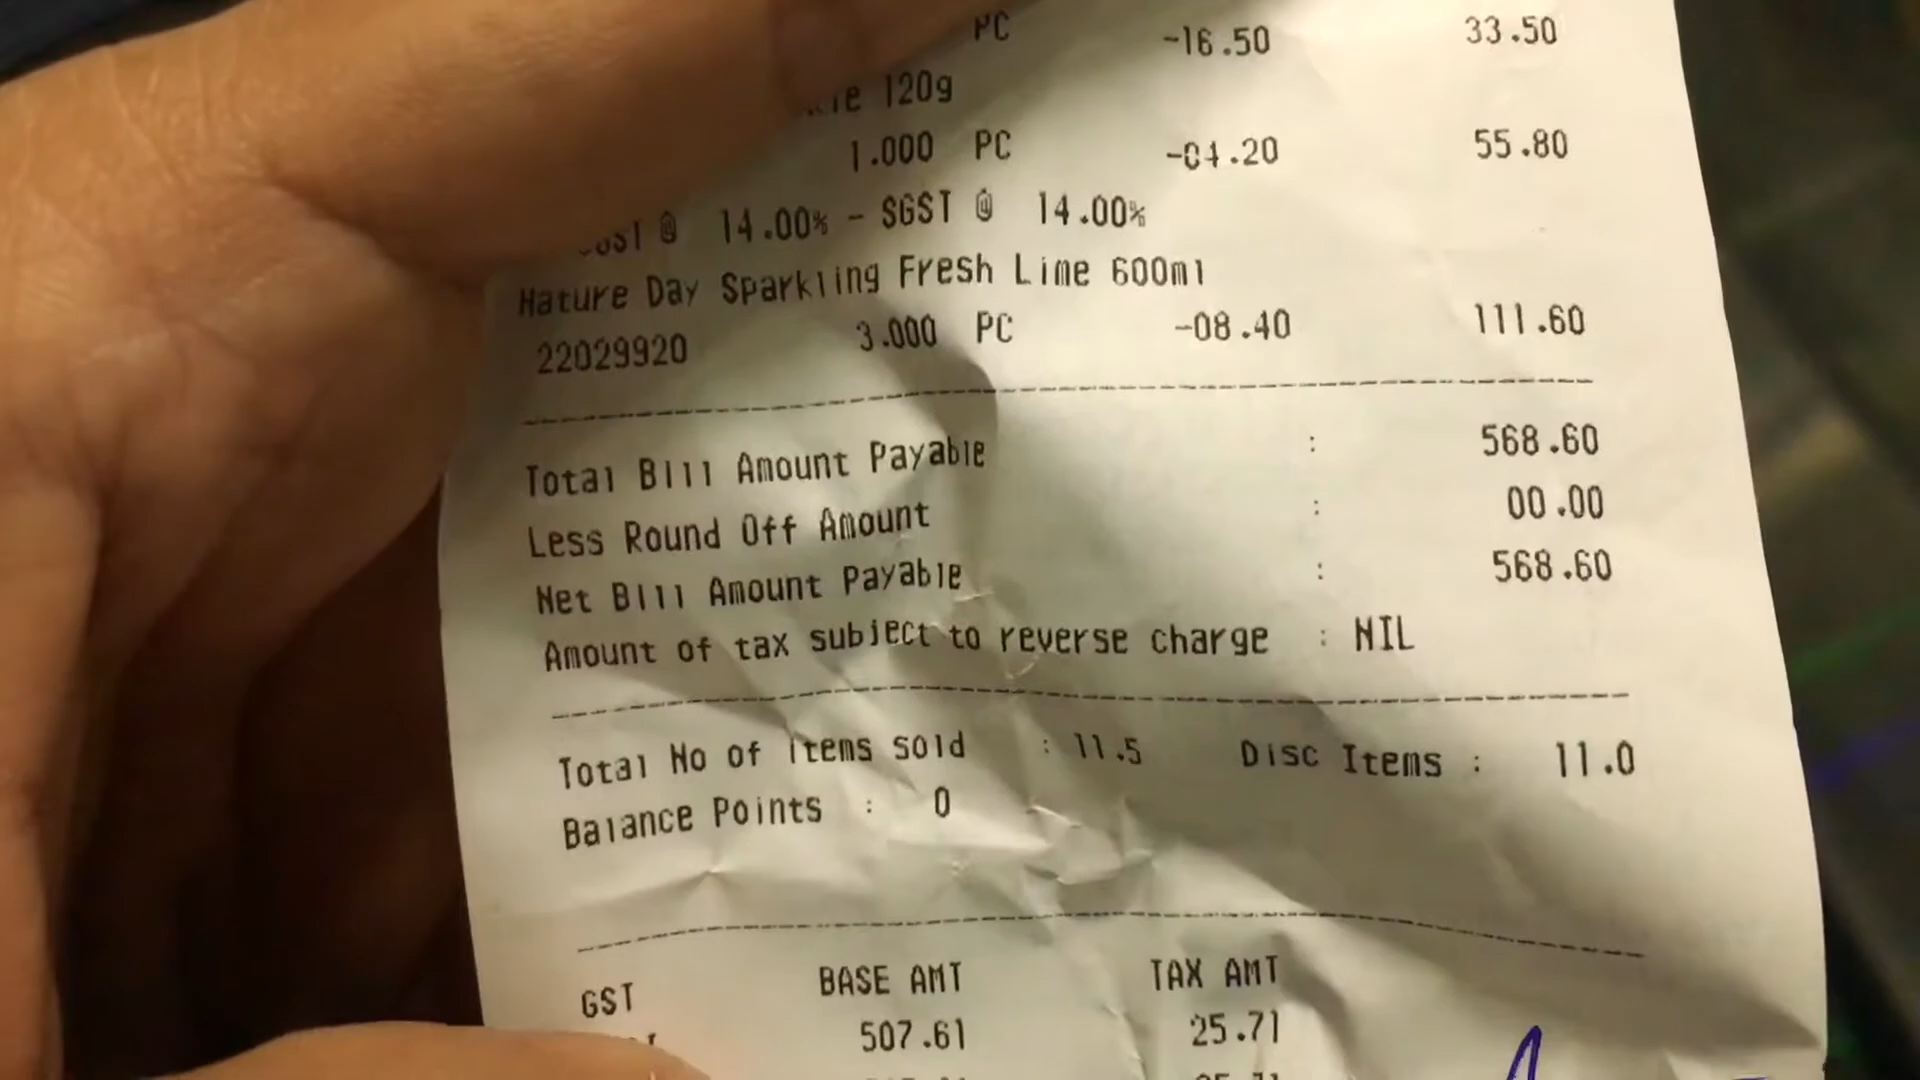 PC -16.50 33.50
120g
1.000 PC -04.20 55.80
@ 14.00% - SGST @ 14.00%
Nature Day Sparkling Fresh Lime 600ml
22029920 3.000 PC -08.40 111.60
Total Bill Amount Payable : 568.60
Less Round Off Amount : 00.00
Net Bill Amount Payable : 568.60
Amount of tax subject to reverse charge : NIL
Total No of items sold : 11.5 Disc Items : 11.0
Balance Points : 0
GST BASE AMT TAX AMT
507.61 25.71